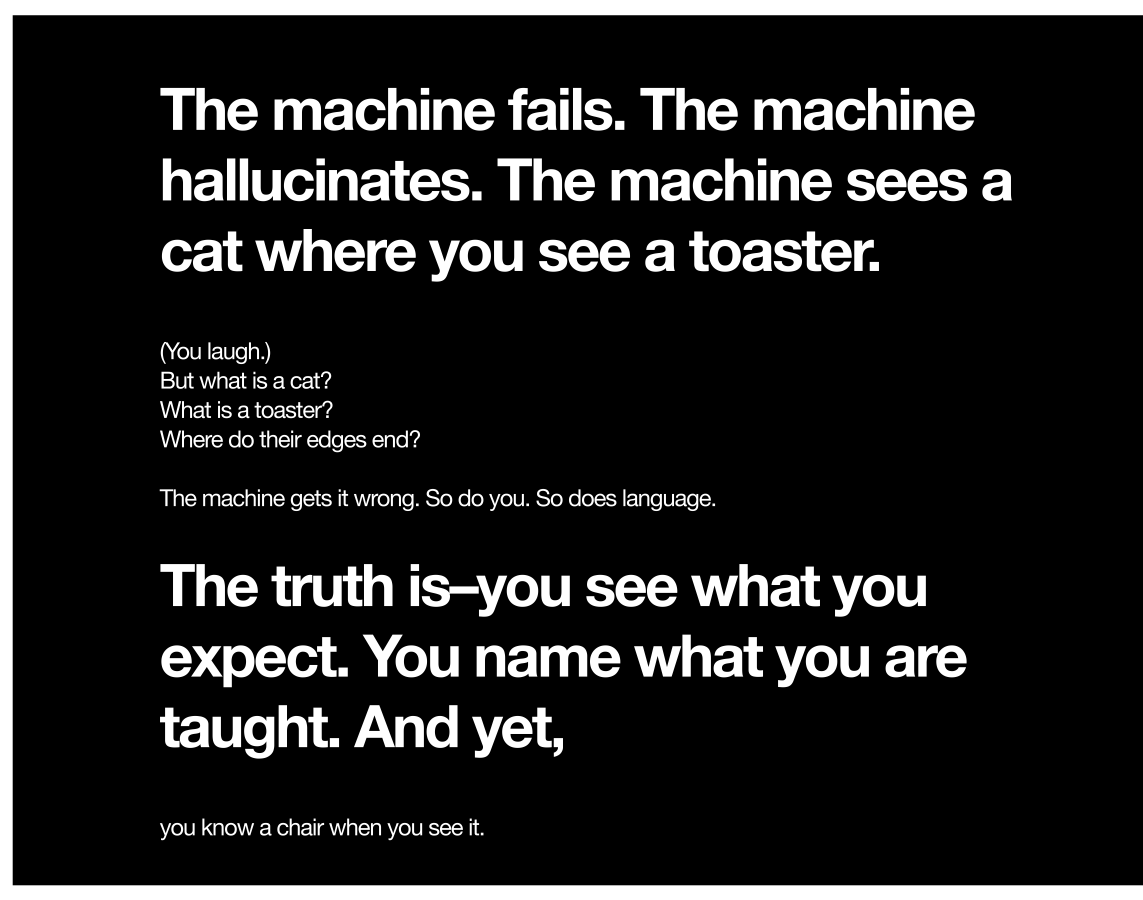 The machine fails. The machine
hallucinates. The machine sees a
cat where you see a toaster.
(You laugh.)
But what is a cat?
What is a toaster?
Where do their edges end?
The machine gets it wrong. So do you. So does language.
The truth is–you see what you
expect. You name what you are
taught. And yet,
you know a chair when you see it.